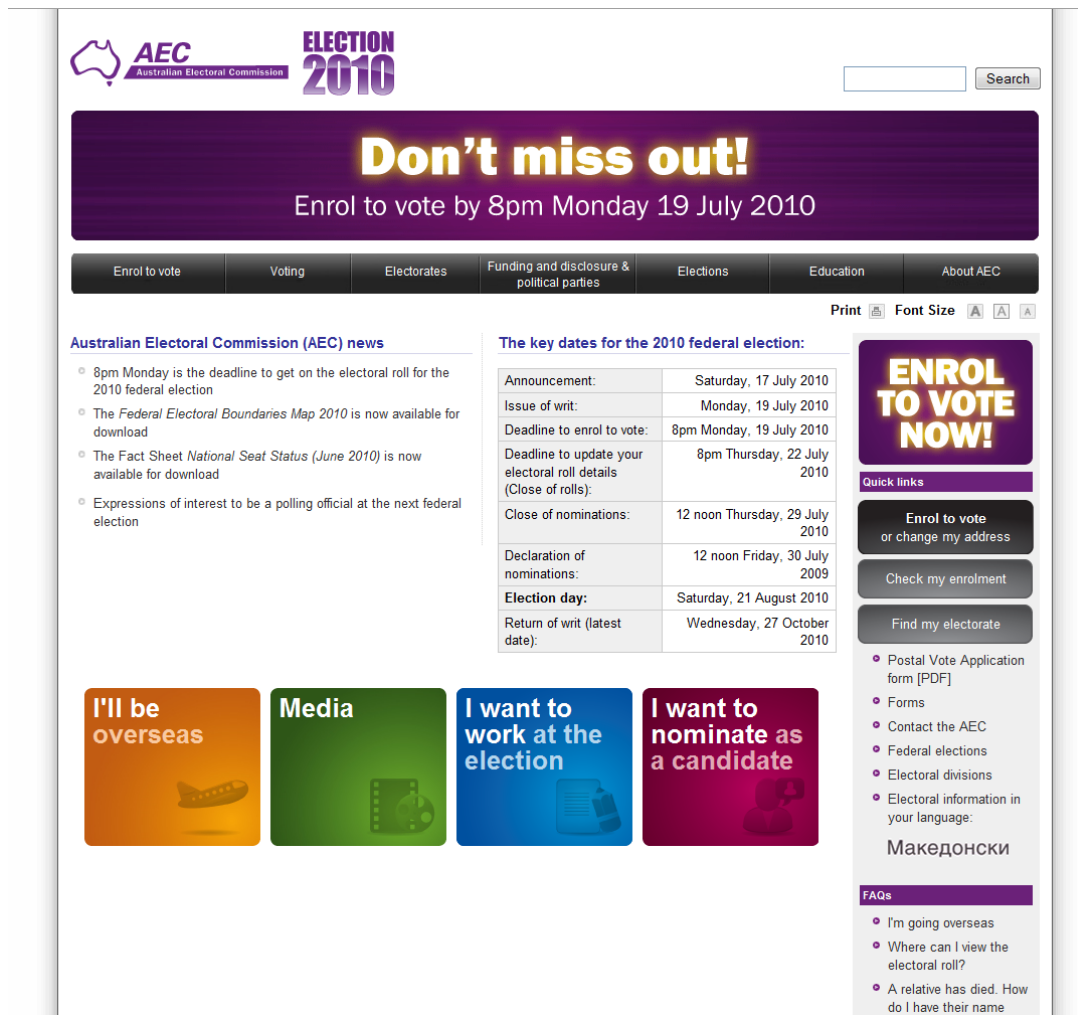 AEC
Australian Electoral Commission
ELECTION
2010
Search
Don't miss out!
Enrol to vote by 8pm Monday 19 July 2010
Enrol to vote
Voting
Electorates
Funding and disclosure &
political parties
Elections
Education
About AEC
Print
Font Size
A
A
A
Australian Electoral Commission (AEC) news
8pm Monday is the deadline to get on the electoral roll for the
2010 federal election
The Federal Electoral Boundaries Map 2010 is now available for
download
The Fact Sheet National Seat Status (June 2010) is now
available for download
Expressions of interest to be a polling official at the next federal
election
The key dates for the 2010 federal election:
Announcement: Saturday, 17 July 2010
Issue of writ: Monday, 19 July 2010
Deadline to enrol to vote: 8pm Monday, 19 July 2010
Deadline to update your 8pm Thursday, 22 July
electoral roll details 2010
(Close of rolls):
Close of nominations: 12 noon Thursday, 29 July
2010
Declaration of 12 noon Friday, 30 July
nominations: 2009
Election day: Saturday, 21 August 2010
Return of writ (latest Wednesday, 27 October
date): 2010
ENROL
TO VOTE
NOW!
Quick links
Enrol to vote
or change my address
Check my enrolment
Find my electorate
Postal Vote Application
form [PDF]
Forms
Contact the AEC
Federal elections
Electoral divisions
Electoral information in
your language:
Македонски
FAQs
I'm going overseas
Where can I view the
electoral roll?
A relative has died. How
do I have their name
I'll be
overseas
Media
I want to
work at the
election
I want to
nominate as
a candidate